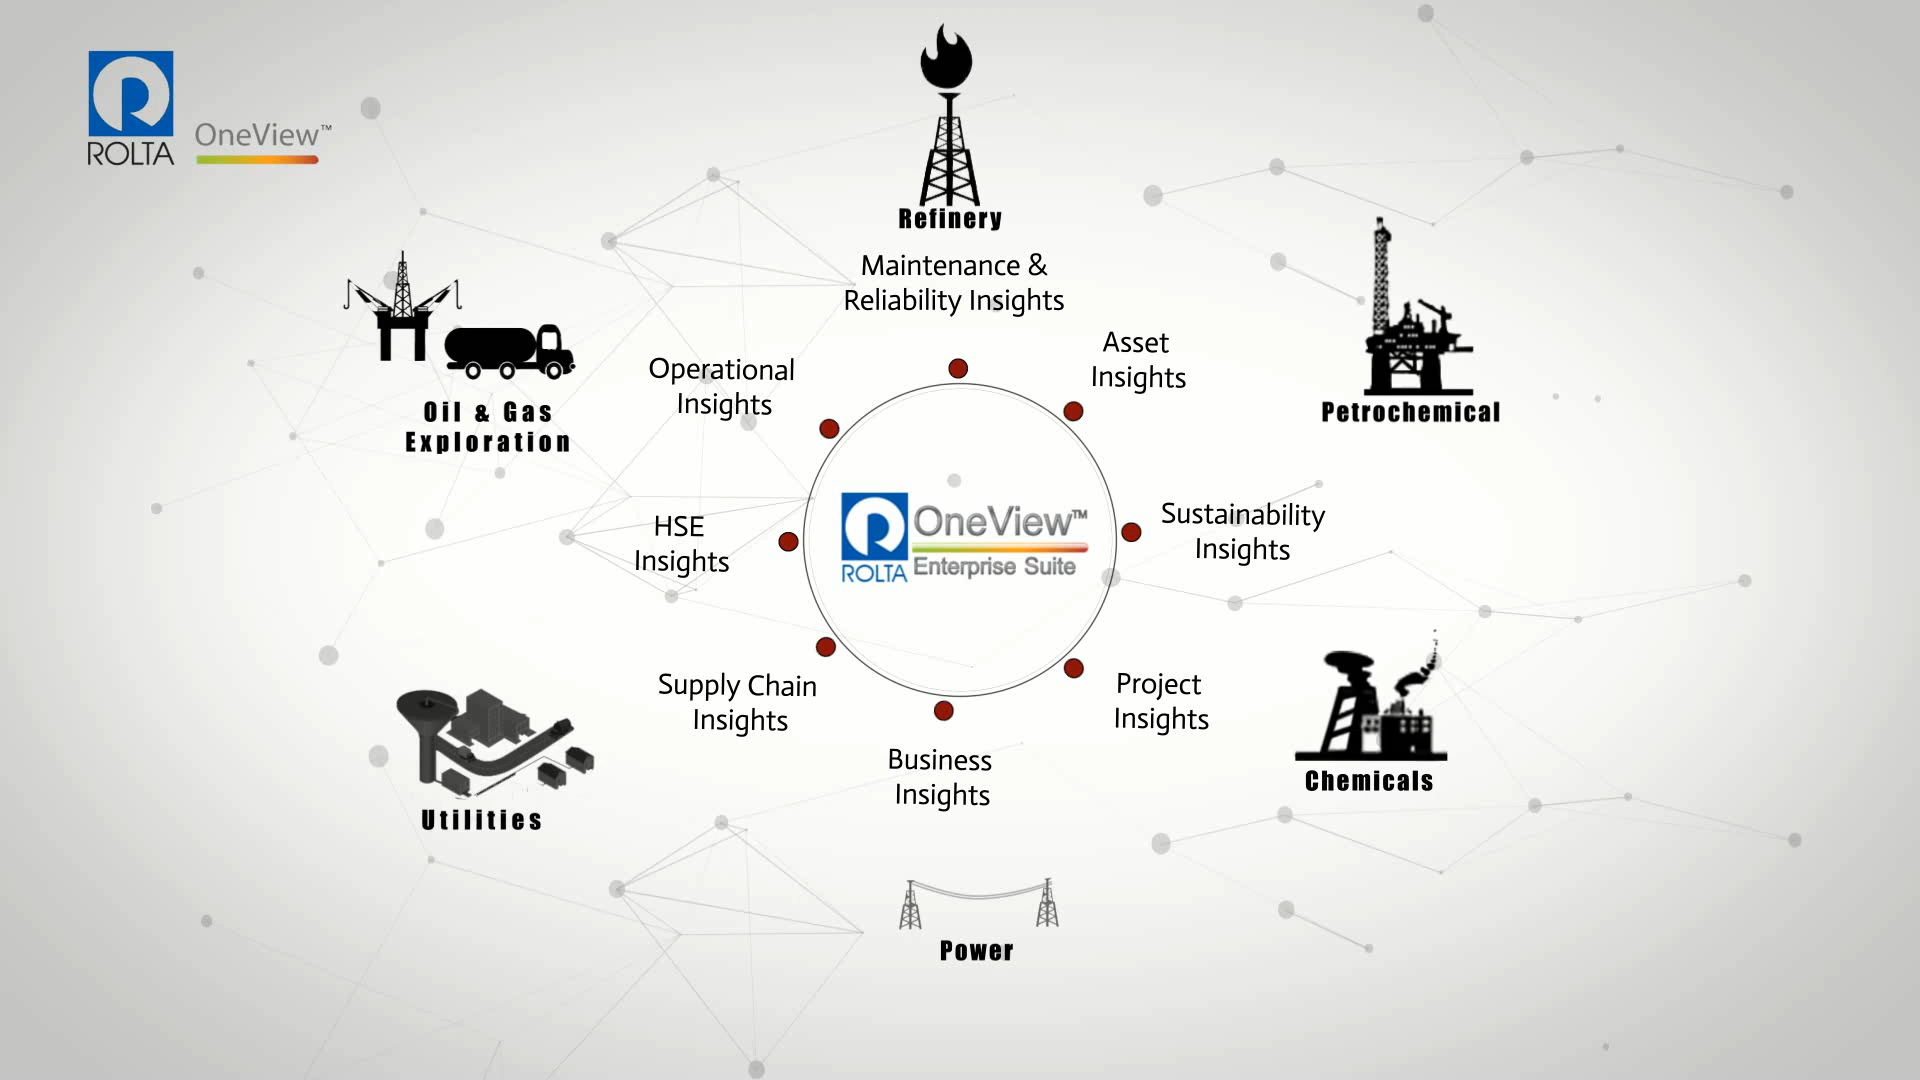 ROLTA
OneView™
Refinery
Maintenance &
Reliability Insights
Asset
Insights
Petrochemical
Operational
Insights
Oil & Gas
Exploration
Sustainability
Insights
HSE
Insights
ROLTA
OneView™
Enterprise Suite
Supply Chain
Insights
Project
Insights
Business
Insights
Chemicals
Utilities
Power